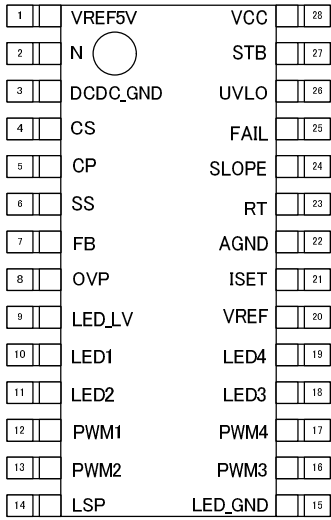 1 VREF5V VCC 28
2 N STB 27
3 DCDC_GND UVLO 26
4 CS FAIL 25
5 CP SLOPE 24
6 SS RT 23
7 FB AGND 22
8 OVP ISET 21
9 LED_LV VREF 20
10 LED1 LED4 19
11 LED2 LED3 18
12 PWM1 PWM4 17
13 PWM2 PWM3 16
14 LSP LED_GND 15